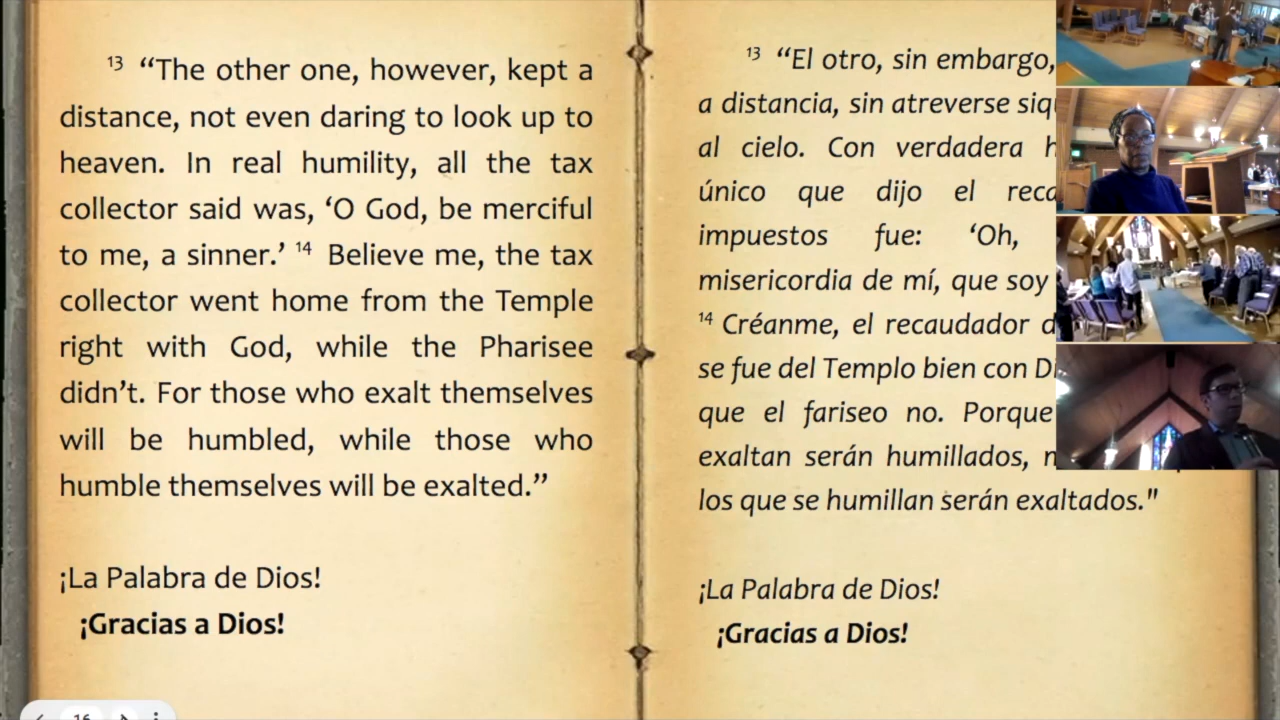 13 “The other one, however, kept a
distance, not even daring to look up to
heaven. In real humility, all the tax
collector said was, ‘O God, be merciful
to me, a sinner.’ 14 Believe me, the tax
collector went home from the Temple
right with God, while the Pharisee
didn’t. For those who exalt themselves
will be humbled, while those who
humble themselves will be exalted.”
¡La Palabra de Dios!
¡Gracias a Dios!
13 “El otro, sin embargo,
a distancia, sin atreverse
al cielo. Con verdadera
único que dijo el
impuestos fue: ‘Oh,
misericordia de mí, que soy
14 Créanme, el recaudador
se fue del Templo bien con
que el fariseo no. Porque
exaltan serán humillados,
los que se humillan serán exaltados."
¡La Palabra de Dios!
¡Gracias a Dios!
16